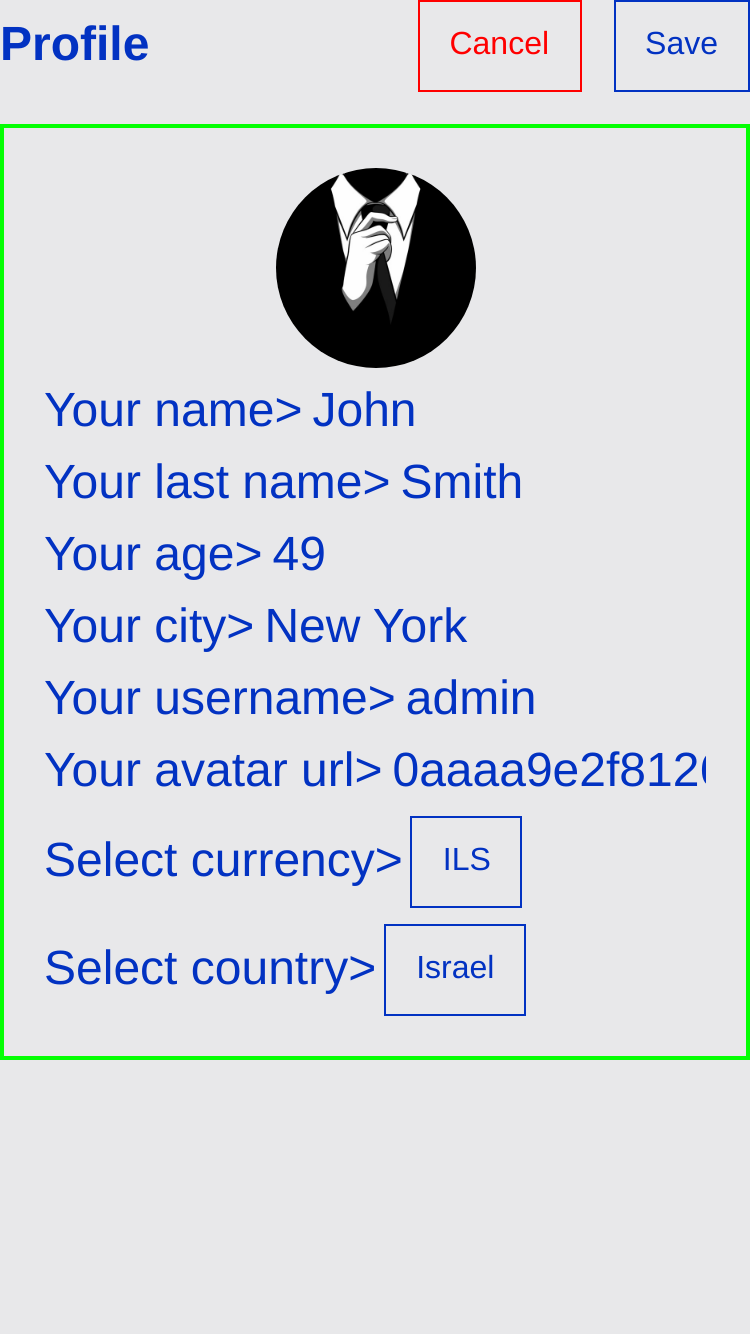 Profile
Cancel
Save
Your name> John
Your last name> Smith
Your age> 49
Your city> New York
Your username> admin
Your avatar url> 0aaaa9e2f812
Select currency> ILS
Select country> Israel